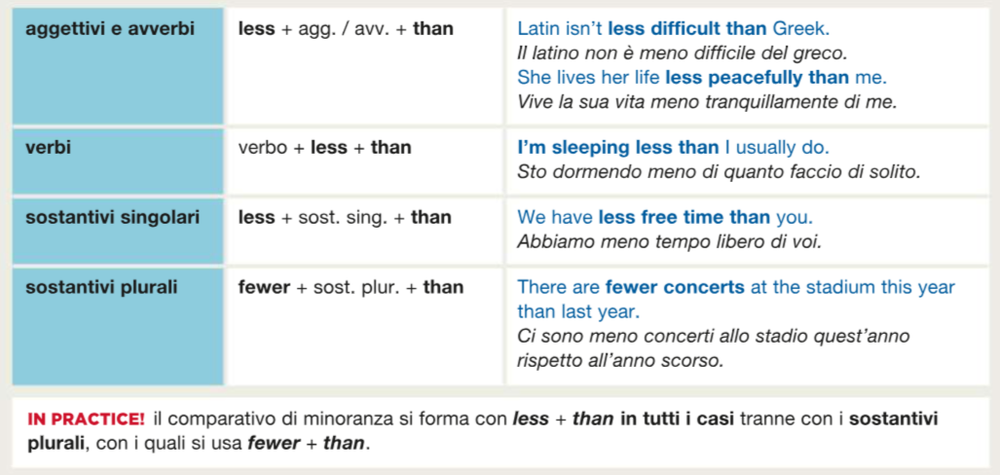 aggettivi e avverbi
less + agg. / avv. + than
Latin isn't less difficult than Greek.
Il latino non è meno difficile del greco.
She lives her life less peacefully than me.
Vive la sua vita meno tranquillamente di me.
verbi
verbo + less + than
I'm sleeping less than I usually do.
Sto dormendo meno di quanto faccio di solito.
sostantivi singolari
less + sost. sing. + than
We have less free time than you.
Abbiamo meno tempo libero di voi.
sostantivi plurali
fewer + sost. plur. + than
There are fewer concerts at the stadium this year
than last year.
Ci sono meno concerti allo stadio quest'anno
rispetto all'anno scorso.
IN PRACTICE! il comparativo di minoranza si forma con less + than in tutti i casi tranne con i sostantivi
plurali, con i quali si usa fewer + than.